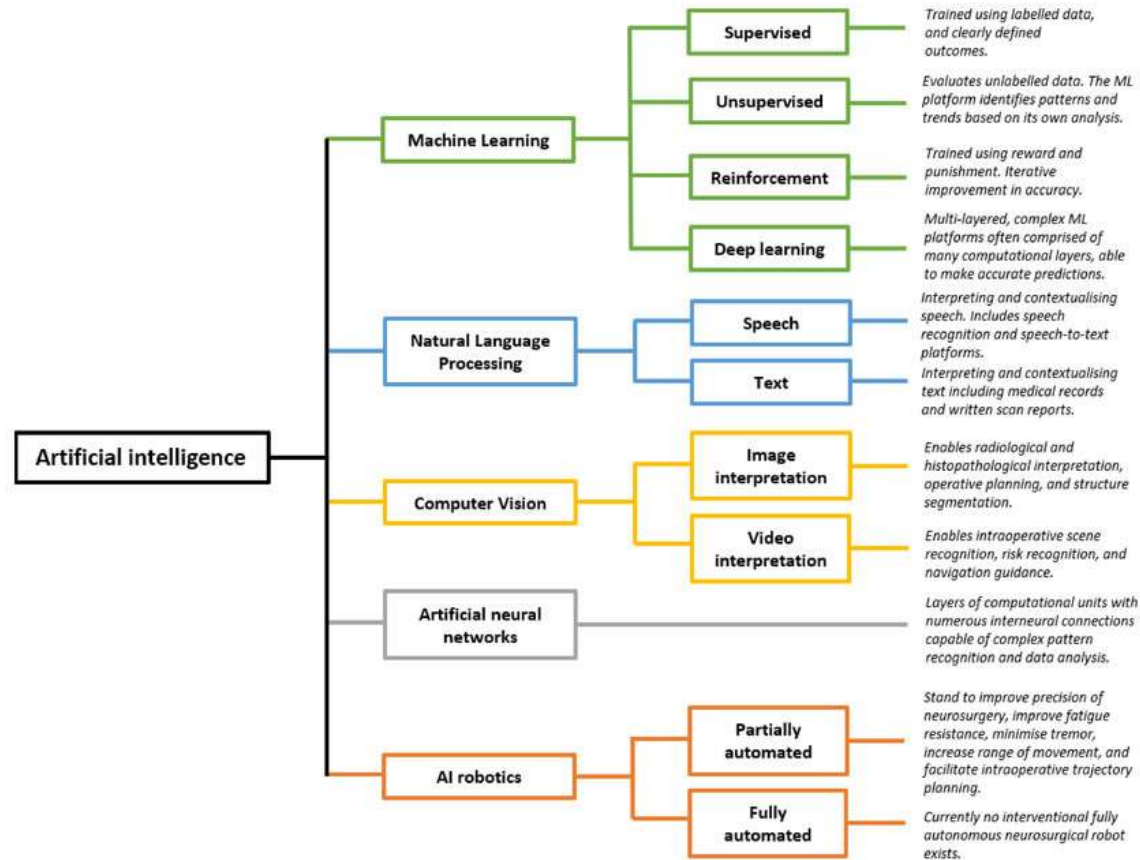 Artificial intelligence
Machine Learning
Supervised
Trained using labelled data,
and clearly defined
outcomes.
Unsupervised
Evaluates unlabelled data. The ML
platform identifies patterns and
trends based on its own analysis.
Reinforcement
Trained using reward and
punishment. Iterative
improvement in accuracy.
Deep learning
Multi-layered, complex ML
platforms often comprised of
many computational layers, able
to make accurate predictions.
Natural Language
Processing
Speech
Interpreting and contextualising
speech. Includes speech
recognition and speech-to-text
platforms.
Text
Interpreting and contextualising
text including medical records
and written scan reports.
Computer Vision
Image
interpretation
Enables radiological and
histopathological interpretation,
operative planning, and structure
segmentation.
Video
interpretation
Enables intraoperative scene
recognition, risk recognition, and
navigation guidance.
Artificial neural
networks
Layers of computational units with
numerous interneural connections
capable of complex pattern
recognition and data analysis.
AI robotics
Partially
automated
Stand to improve precision of
neurosurgery, improve fatigue
resistance, minimise tremor,
increase range of movement, and
facilitate intraoperative trajectory
planning.
Fully
automated
Currently no interventional fully
autonomous neurosurgical robot
exists.